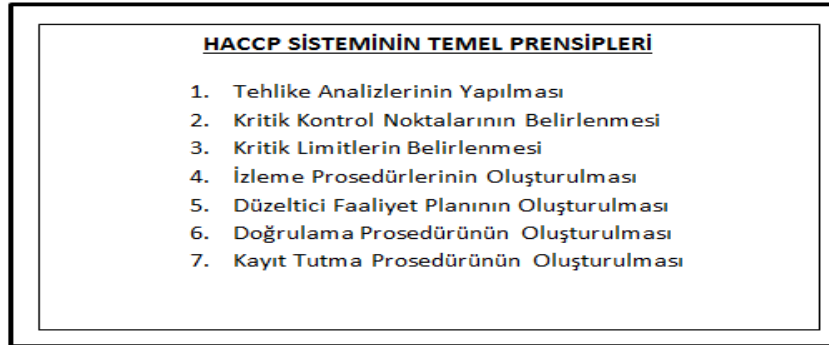 HACCP SİSTEMİNİN TEMEL PRENSİPLERİ
1. Tehlike Analizlerinin Yapılması
2. Kritik Kontrol Noktalarının Belirlenmesi
3. Kritik Limitlerin Belirlenmesi
4. İzleme Prosedürlerinin Oluşturulması
5. Düzeltici Faaliyet Planının Oluşturulması
6. Doğrulama Prosedürünün Oluşturulması
7. Kayıt Tutma Prosedürünün Oluşturulması